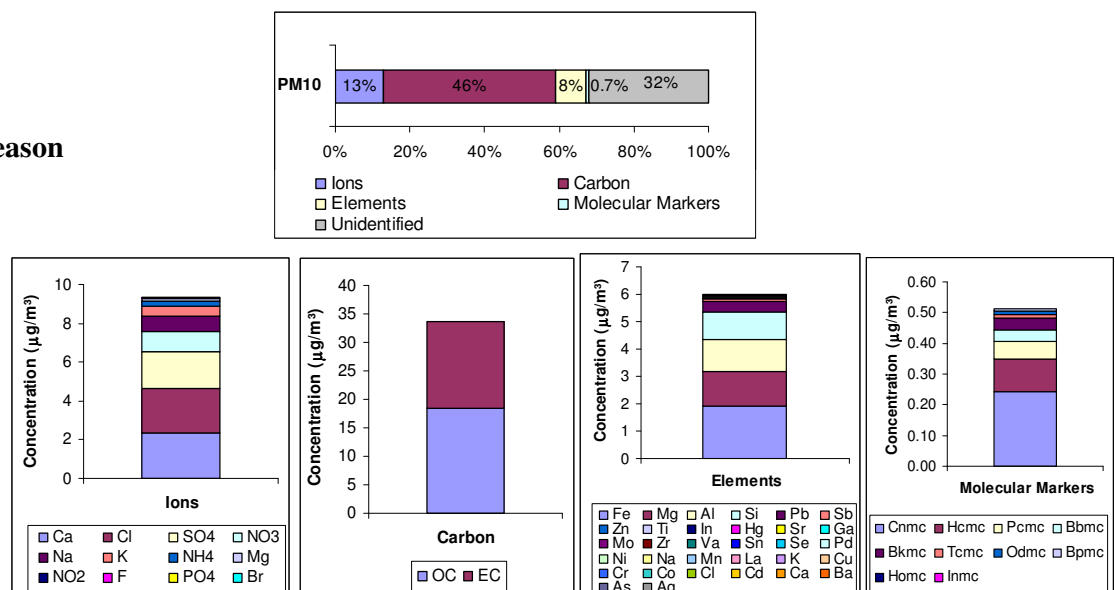 PM10 13% 46% 8% 0.7% 32%
eason
0% 20% 40% 60% 80% 100%
Ions Carbon
Elements Molecular Markers
Unidentified
Concentration (µg/m³)
10
8
6
4
2
0
Ions
Ca Cl SO4 NO3
Na K NH4 Mg
NO2 F PO4 Br
Concentration (µg/m³)
40
35
30
25
20
15
10
5
0
Carbon
OC EC
Concentration (µg/m³)
7
6
5
4
3
2
1
0
Elements
Fe Mg Al Si Pb Sb
Zn Ti In Hg Sr Ga
Mo Zr Va Sn Se Pd
Ni Na Mn La K Cu
Cr Co Cl Cd Ca Ba
As Ag
Concentration (µg/m³)
0.60
0.50
0.40
0.30
0.20
0.10
0.00
Molecular Markers
Cnmc Hcmc Pcmc Bbmc
Bkmc Tcmc Odmc Bpmc
Homc Inmc